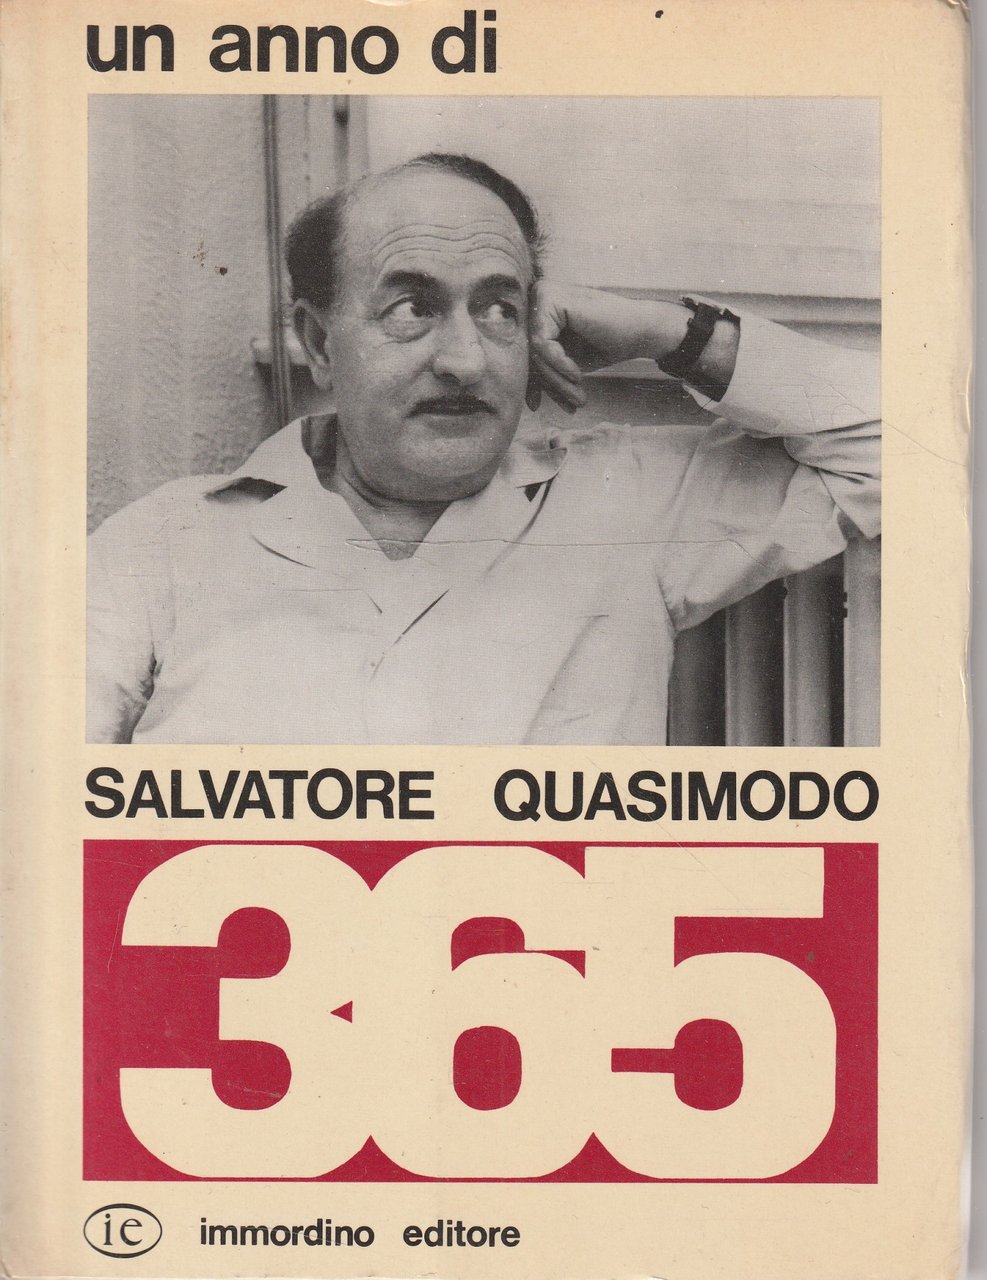 un anno di
SALVATORE QUASIMODO
365
ie immordino editore